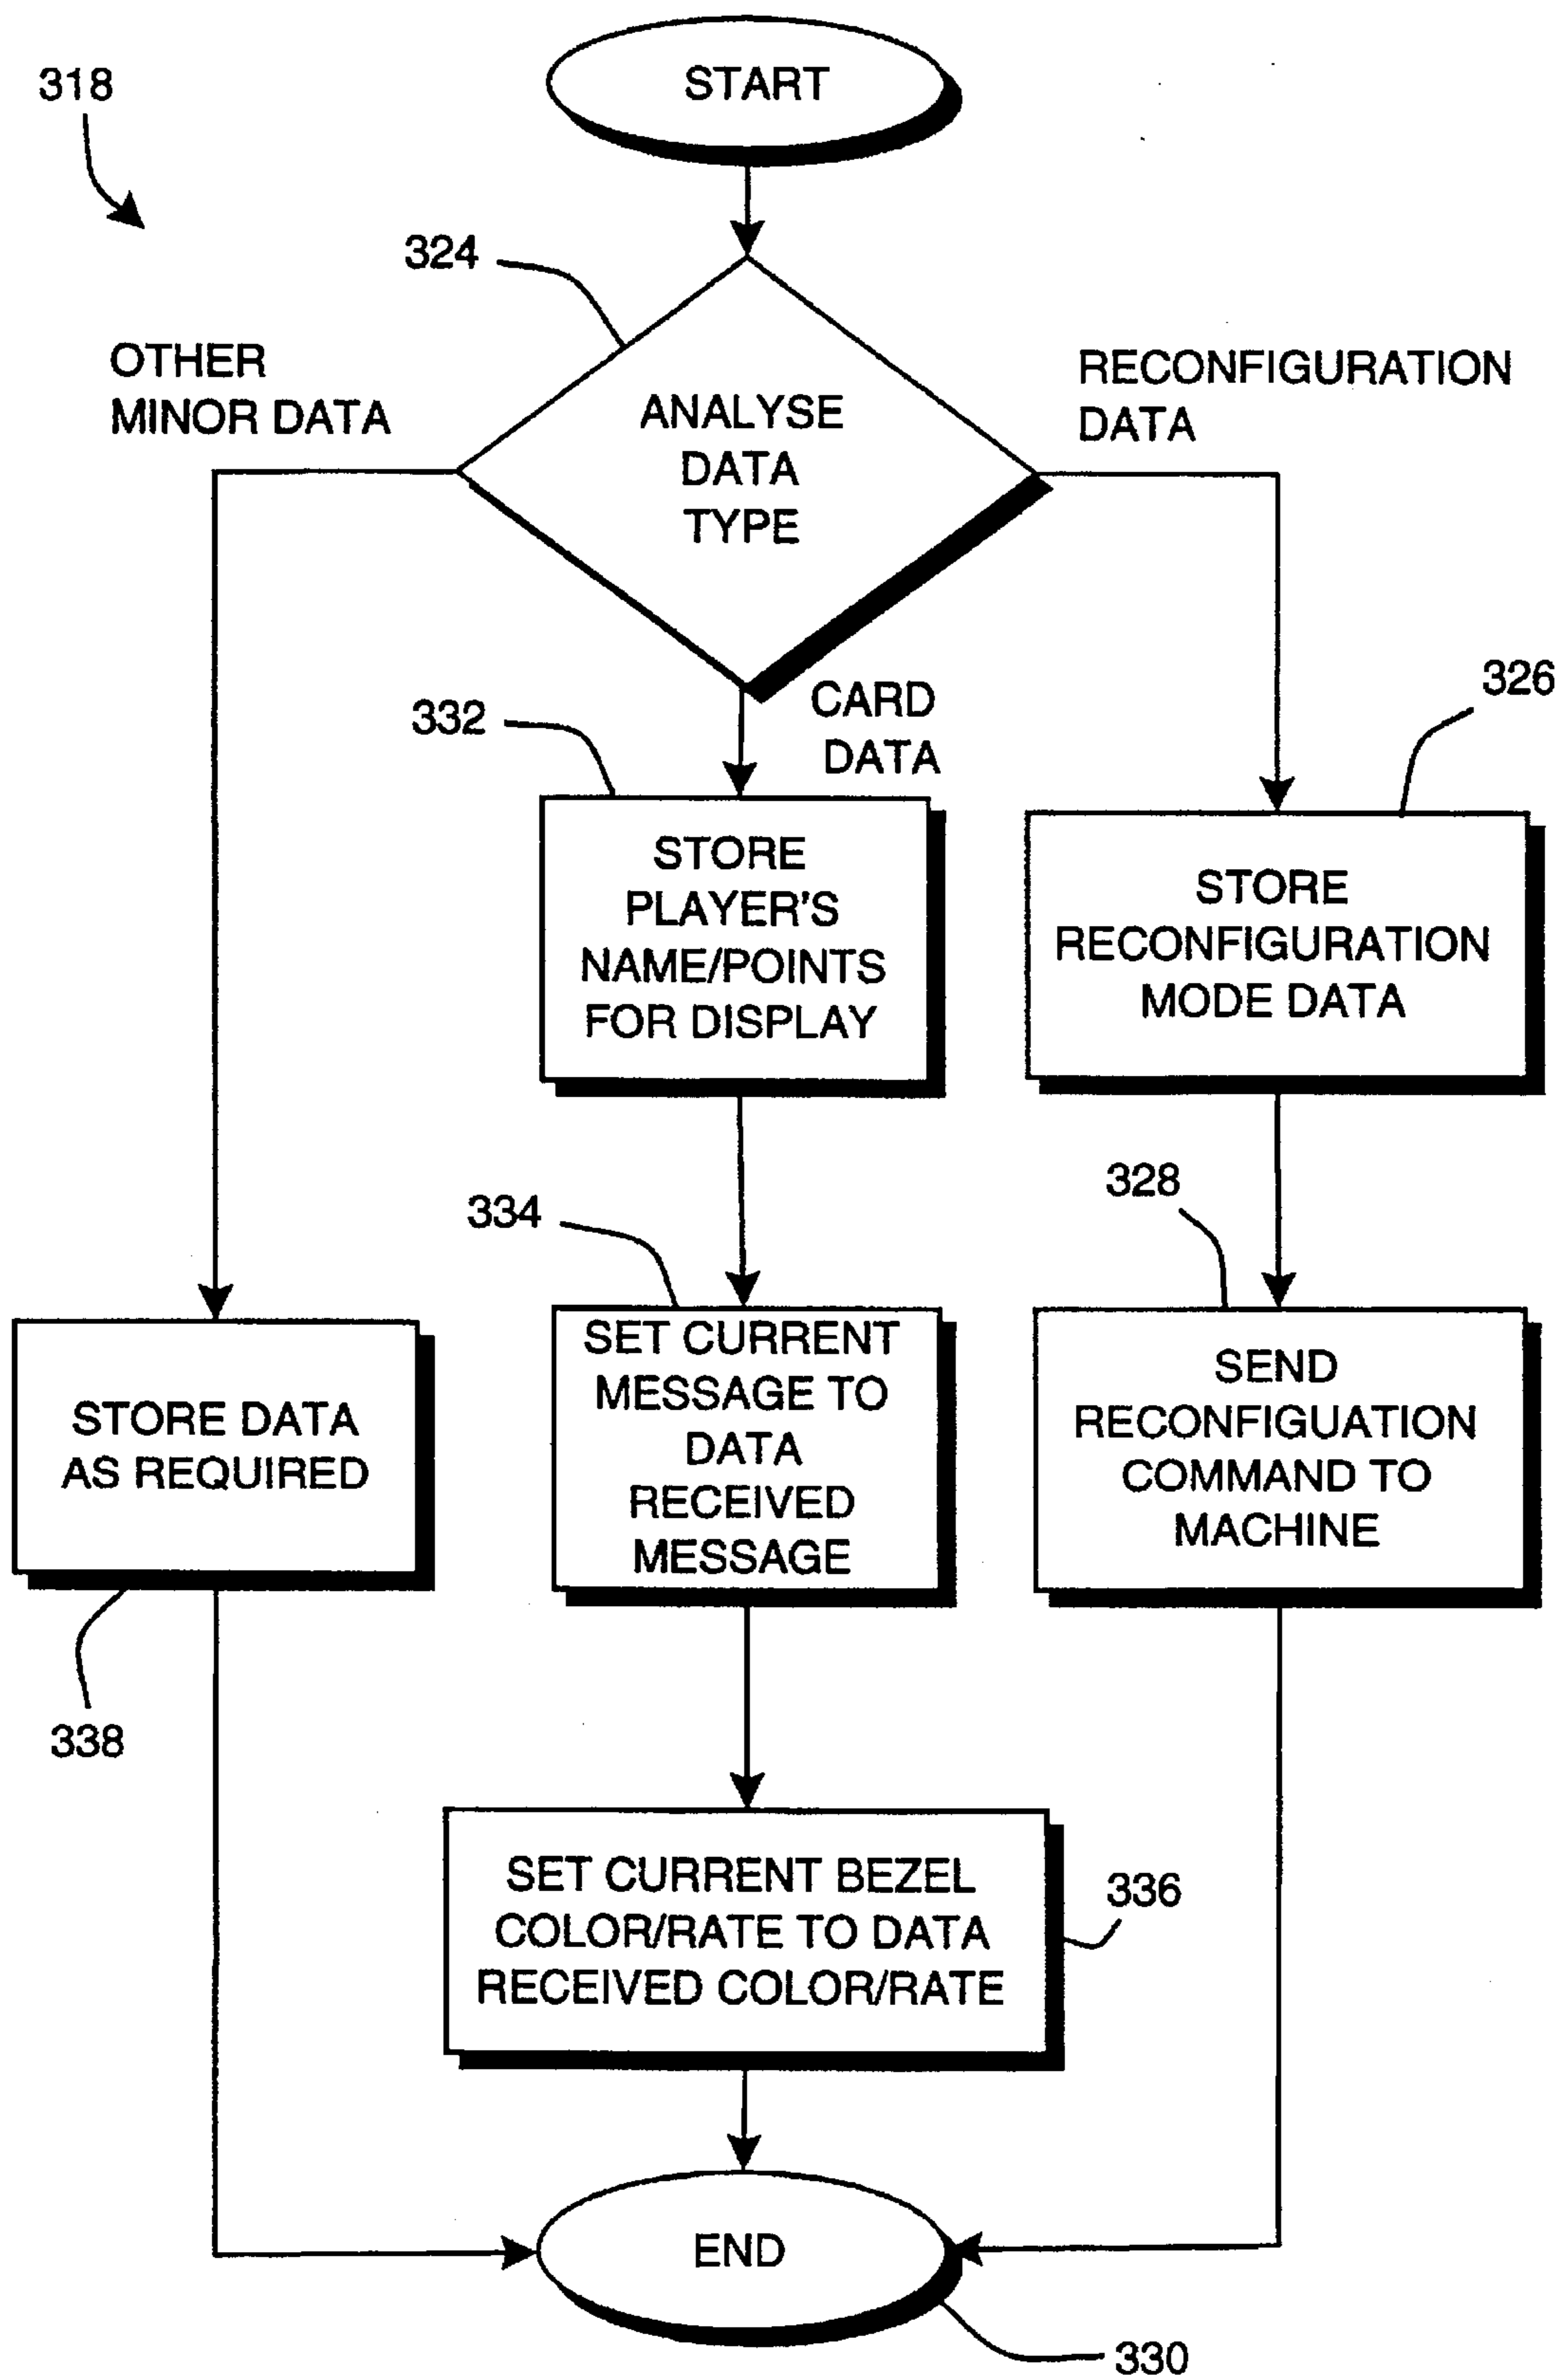 318
START
324
OTHER
MINOR DATA
RECONFIGURATION
DATA
ANALYSE
DATA
TYPE
CARD
DATA
332
326
STORE
PLAYER'S
NAME/POINTS
FOR DISPLAY
STORE
RECONFIGURATION
MODE DATA
334
328
SET CURRENT
MESSAGE TO
DATA
RECEIVED
MESSAGE
SEND
RECONFIGUATION
COMMAND TO
MACHINE
STORE DATA
AS REQUIRED
338
SET CURRENT BEZEL
COLOR/RATE TO DATA
RECEIVED COLOR/RATE
336
END
330